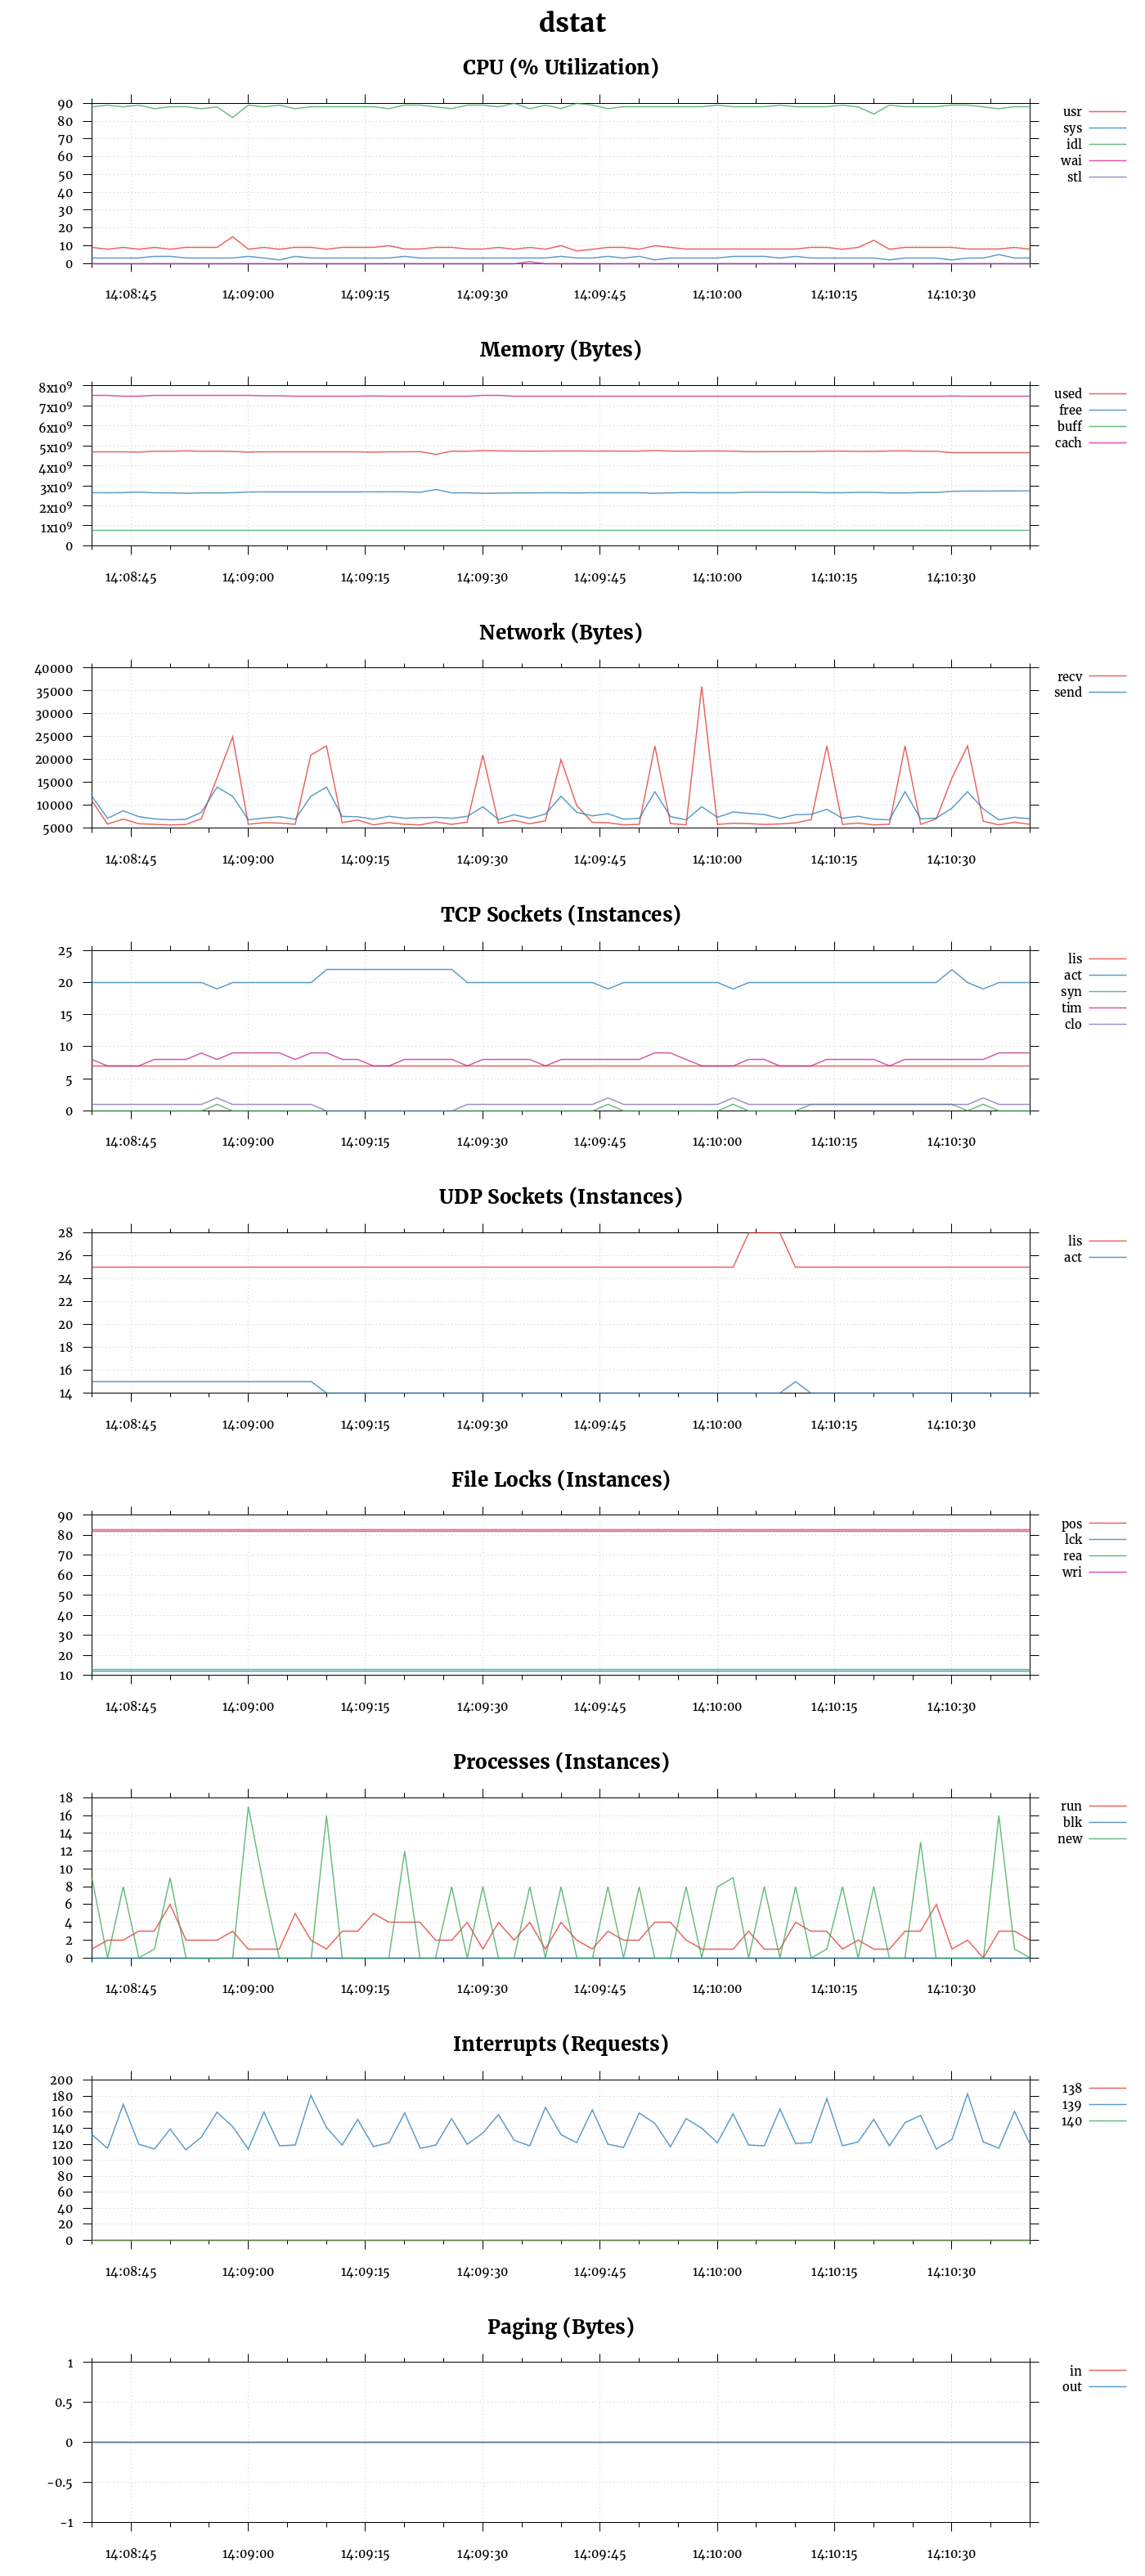 dstat
CPU (% Utilization)
90
80
70
60
50
40
30
20
10
0
14:08:45 14:09:00 14:09:15 14:09:30 14:09:45 14:10:00 14:10:15 14:10:30
usr
sys
idl
wai
stl
Memory (Bytes)
8x10⁹
7x10⁹
6x10⁹
5x10⁹
4x10⁹
3x10⁹
2x10⁹
1x10⁹
0
14:08:45 14:09:00 14:09:15 14:09:30 14:09:45 14:10:00 14:10:15 14:10:30
used
free
buff
cach
Network (Bytes)
40000
35000
30000
25000
20000
15000
10000
5000
14:08:45 14:09:00 14:09:15 14:09:30 14:09:45 14:10:00 14:10:15 14:10:30
recv
send
TCP Sockets (Instances)
25
20
15
10
5
0
14:08:45 14:09:00 14:09:15 14:09:30 14:09:45 14:10:00 14:10:15 14:10:30
lis
act
syn
tim
clo
UDP Sockets (Instances)
28
26
24
22
20
18
16
14
14:08:45 14:09:00 14:09:15 14:09:30 14:09:45 14:10:00 14:10:15 14:10:30
lis
act
File Locks (Instances)
90
80
70
60
50
40
30
20
10
14:08:45 14:09:00 14:09:15 14:09:30 14:09:45 14:10:00 14:10:15 14:10:30
pos
lck
rea
wri
Processes (Instances)
18
16
14
12
10
8
6
4
2
0
14:08:45 14:09:00 14:09:15 14:09:30 14:09:45 14:10:00 14:10:15 14:10:30
run
blk
new
Interrupts (Requests)
200
180
160
140
120
100
80
60
40
20
0
14:08:45 14:09:00 14:09:15 14:09:30 14:09:45 14:10:00 14:10:15 14:10:30
138
139
140
Paging (Bytes)
1
0.5
0
-0.5
-1
14:08:45 14:09:00 14:09:15 14:09:30 14:09:45 14:10:00 14:10:15 14:10:30
in
out